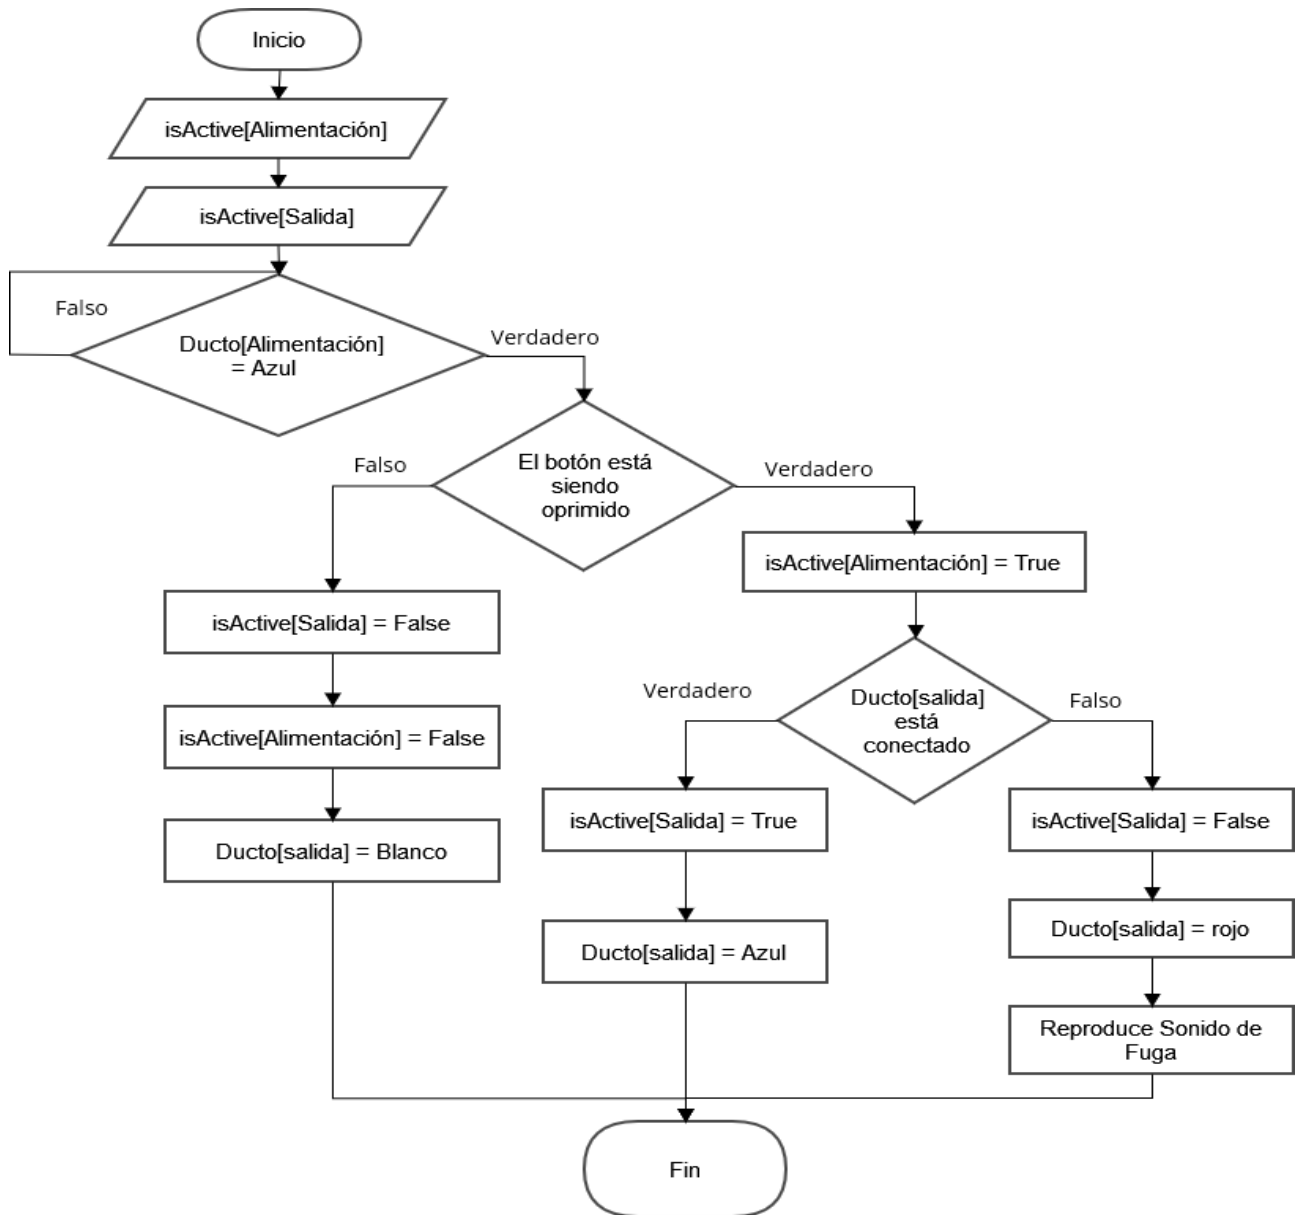 Inicio
isActive[Alimentación]
isActive[Salida]
Falso
Ducto[Alimentación]
= Azul
Verdadero
Falso
El botón está
siendo
oprimido
Verdadero
isActive[Alimentación] = True
isActive[Salida] = False
isActive[Alimentación] = False
Ducto[salida] = Blanco
Verdadero
Ducto[salida]
está
conectado
Falso
isActive[Salida] = True
Ducto[salida] = Azul
isActive[Salida] = False
Ducto[salida] = rojo
Reproduce Sonido de
Fuga
Fin